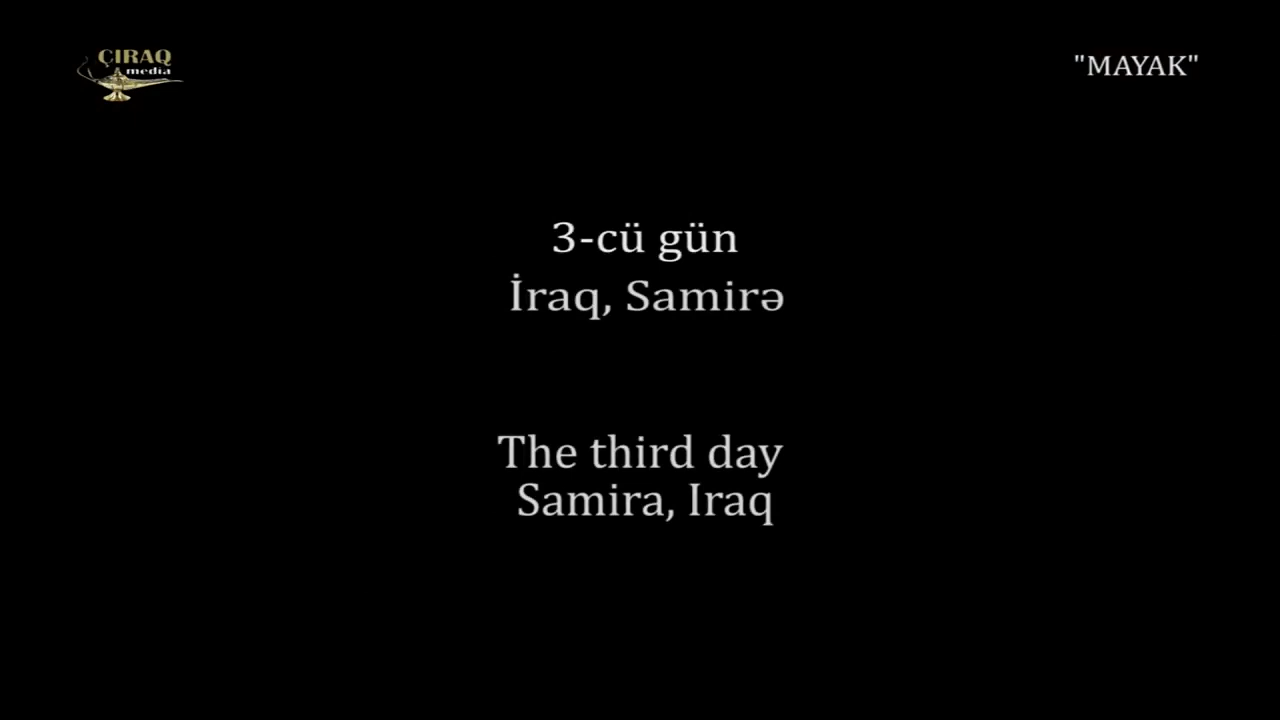 ÇIRAQ
media
"MAYAK"
3-cü gün
İraq, Samirə
The third day
Samira, Iraq